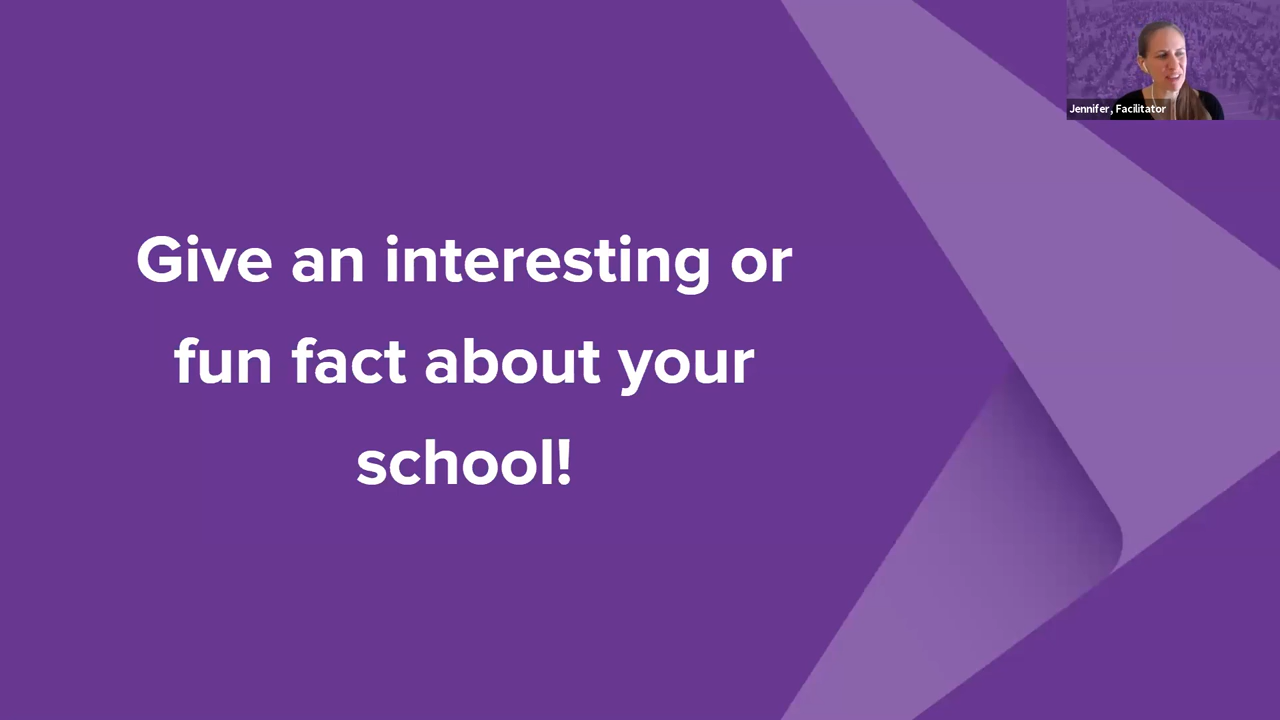 Jennifer, Facilitator
Give an interesting or
fun fact about your
school!